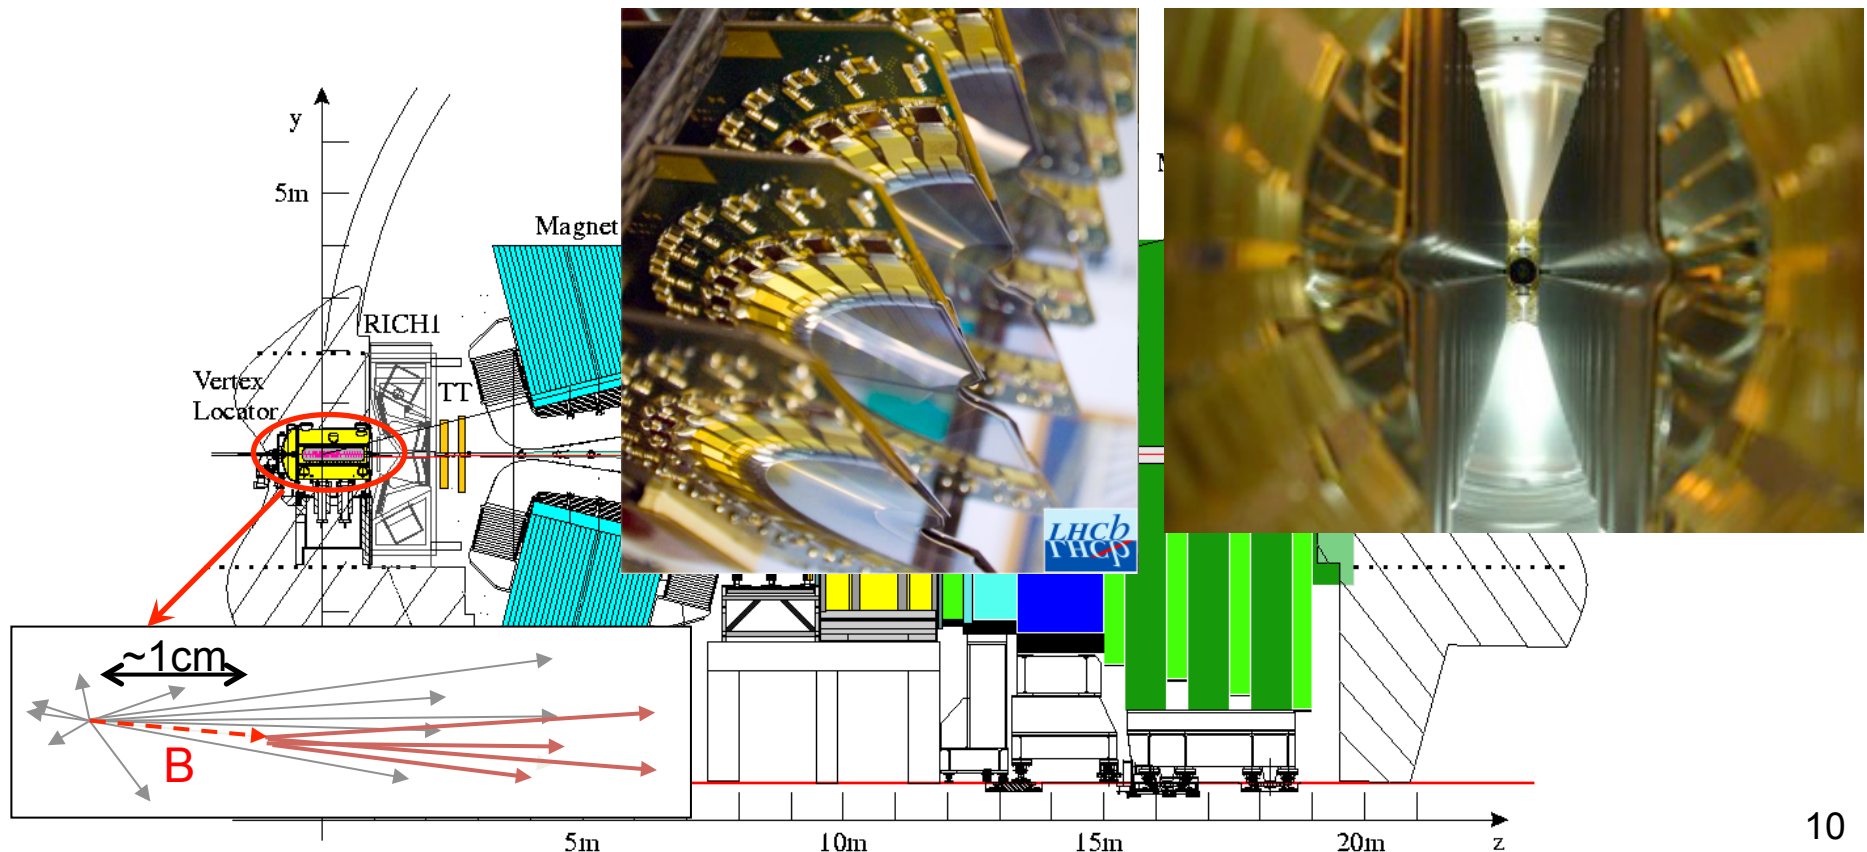 y
5m
Magnet
RICH1
TT
Vertex
Locator
LHCb
~1cm
B
5m
10m
15m
20m
z
10